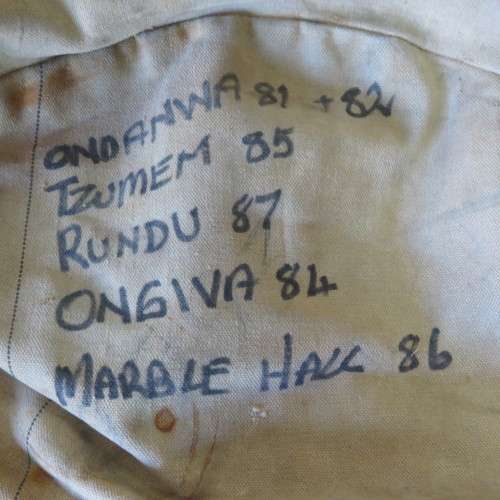 ONDANWA 81 + 82
TZUMEM 85
RUNDU 87
ONGIVA 84
MARBLE HALL 86